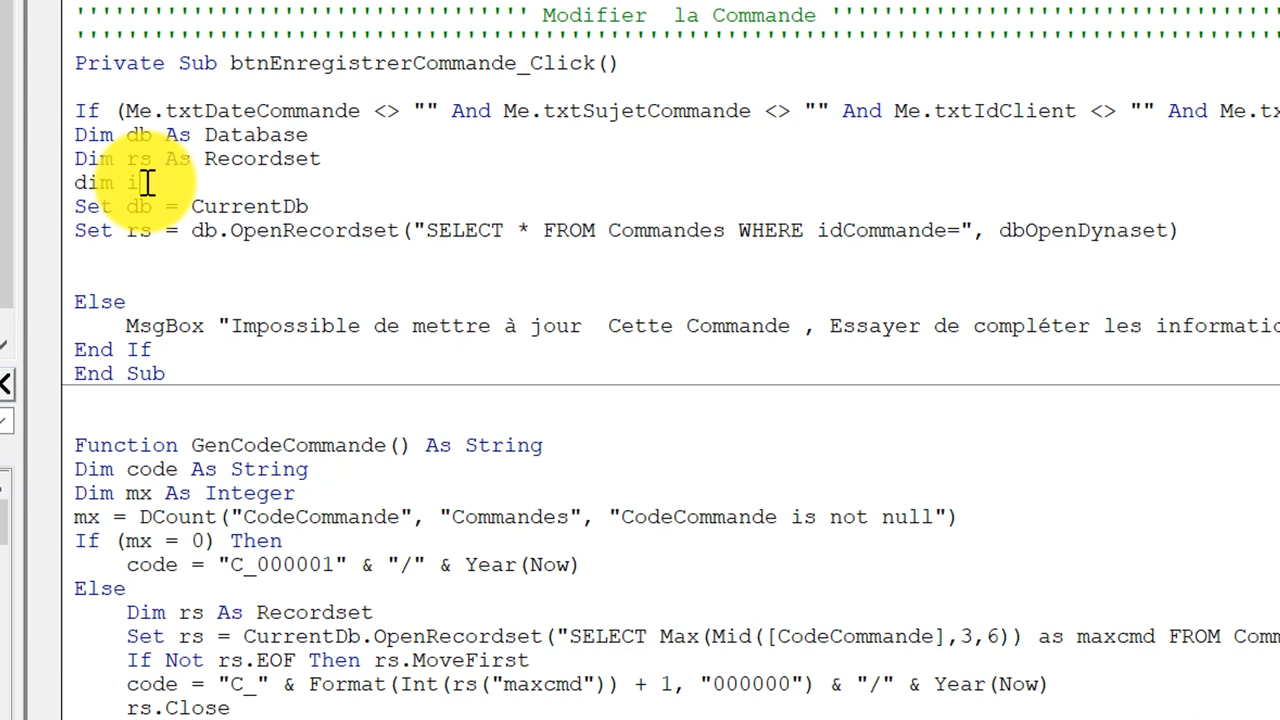 ''''''''''''''''''''''''''''''''''' Modifier  la Commande '''''''''''''''''''''''''''''''''''
'''''''''''''''''''''''''''''''''''''''''''''''''''''''''''''''''''''''''''''''''''''''''''''
Private Sub btnEnregistrerCommande_Click()
If (Me.txtDateCommande <> "" And Me.txtSujetCommande <> "" And Me.txtIdClient <> "" And
Dim db As Database
Dim rs As Recordset
dim i
Set db = CurrentDb
Set rs = db.OpenRecordset("SELECT * FROM Commandes WHERE idCommande=", dbOpenDynaset)
Else
    MsgBox "Impossible de mettre à jour  Cette Commande , Essayer de compléter les
End If
End Sub
Function GenCodeCommande() As String
Dim code As String
Dim mx As Integer
mx = DCount("CodeCommande", "Commandes", "CodeCommande is not null")
If (mx = 0) Then
    code = "C_000001" & "/" & Year(Now)
Else
    Dim rs As Recordset
    Set rs = CurrentDb.OpenRecordset("SELECT Max(Mid([CodeCommande],3,6)) as maxcmd FROM
    If Not rs.EOF Then rs.MoveFirst
    code = "C_" & Format(Int(rs("maxcmd")) + 1, "000000") & "/" & Year(Now)
    rs.Close